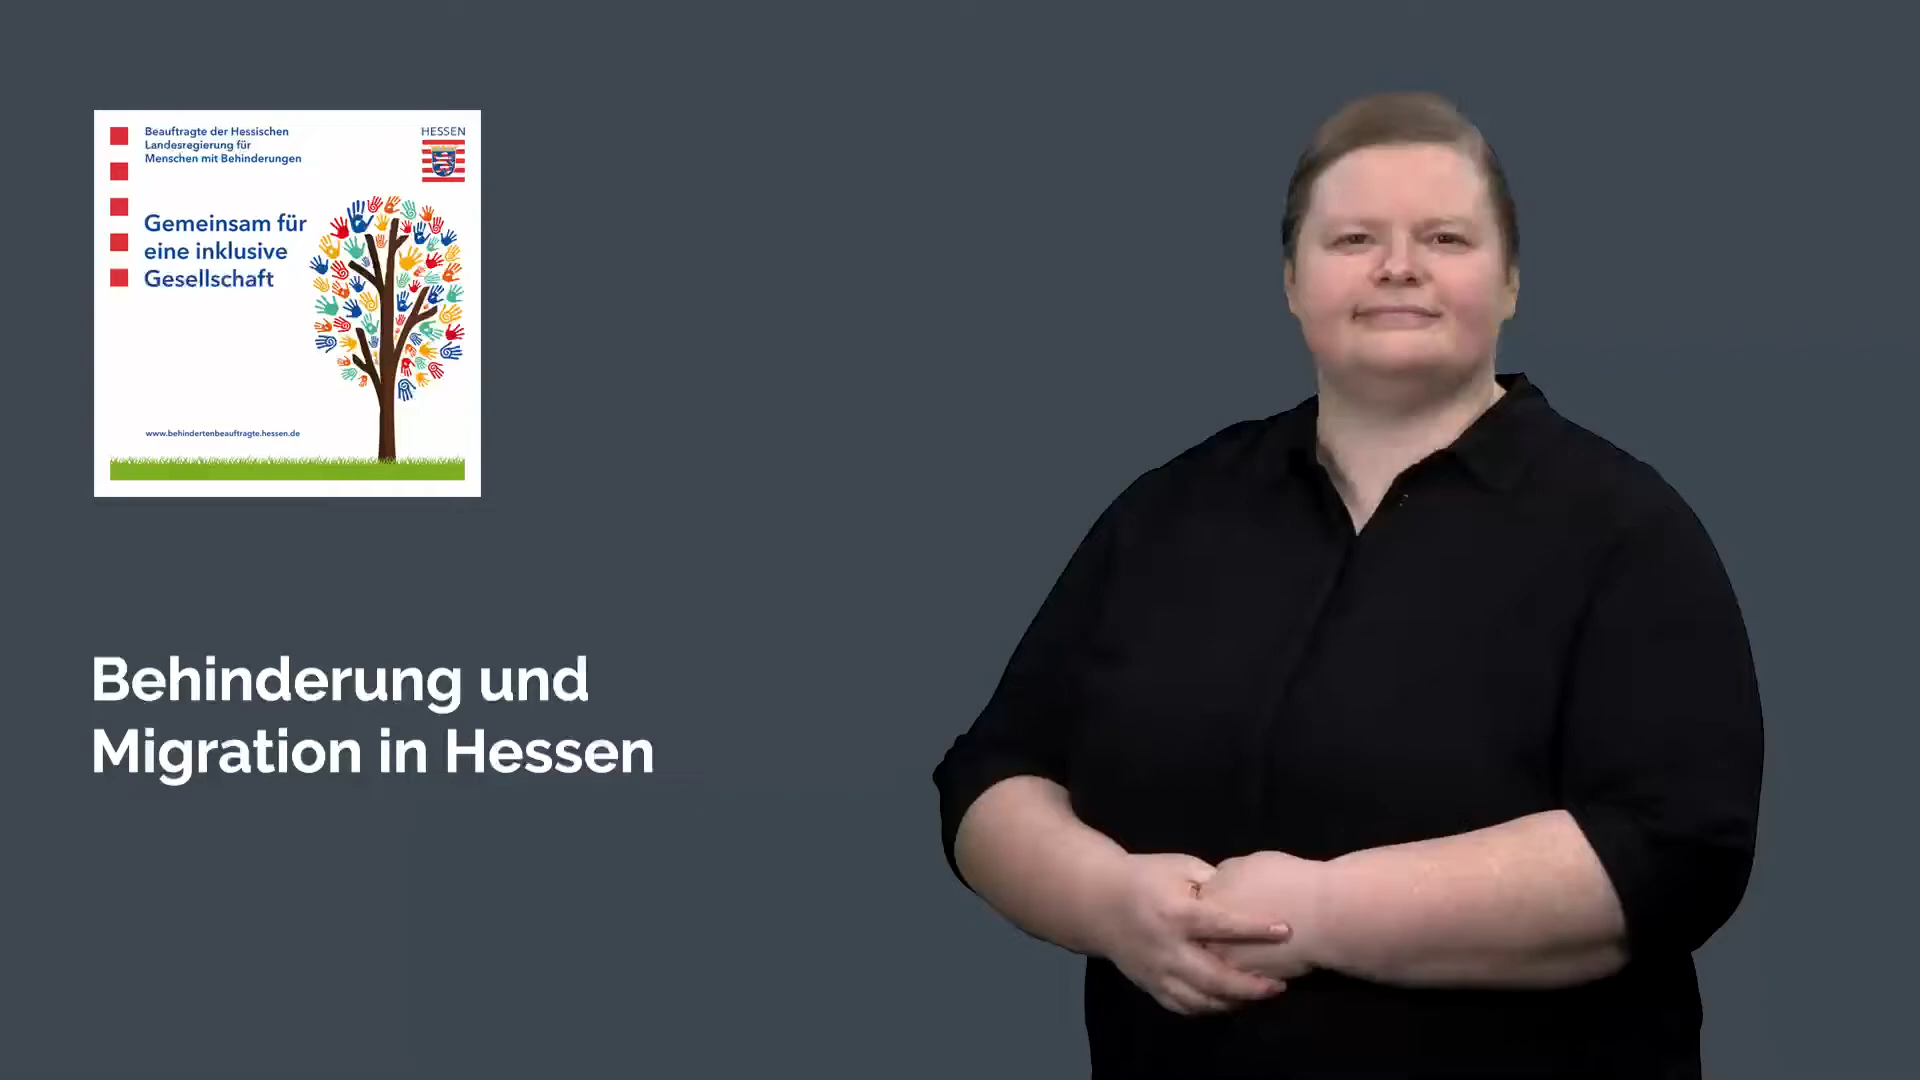 Beauftragte der Hessischen
Landesregierung für
Menschen mit Behinderungen
HESSEN
Gemeinsam für
eine inklusive
Gesellschaft
www.behindertenbeauftragte.hessen.de
Behinderung und
Migration in Hessen